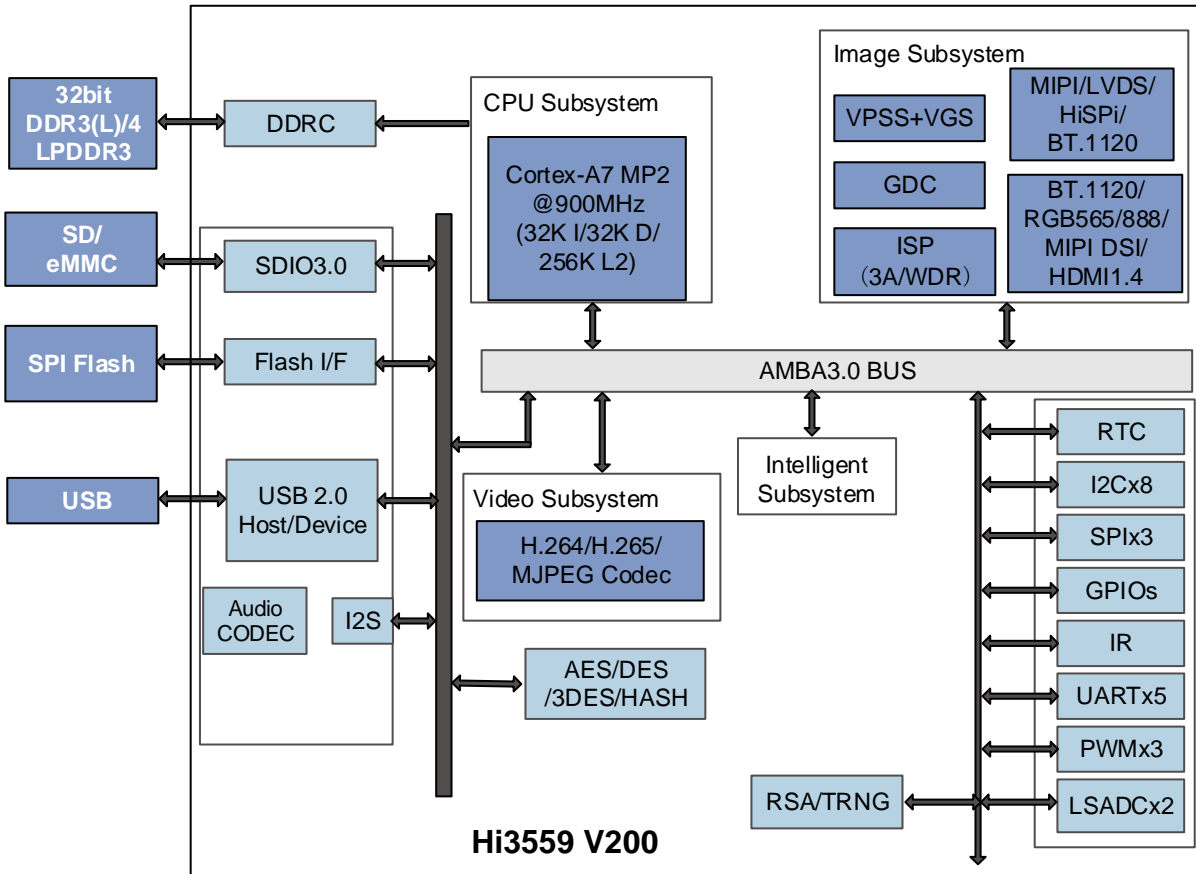 32bit
DDR3(L)/4
LPDDR3
DDRC
SD/
eMMC
SDIO3.0
SPI Flash
Flash I/F
USB
USB 2.0
Host/Device
Audio
CODEC
I2S
CPU Subsystem
Cortex-A7 MP2
@900MHz
(32K I/32K D/
256K L2)
Image Subsystem
VPSS+VGS
GDC
ISP
（3A/WDR）
MIPI/LVDS/
HiSPi/
BT.1120
BT.1120/
RGB565/888/
MIPI DSI/
HDMI1.4
AMBA3.0 BUS
Video Subsystem
H.264/H.265/
MJPEG Codec
Intelligent
Subsystem
AES/DES
/3DES/HASH
RTC
I2Cx8
SPIx3
GPIOs
IR
UARTx5
PWMx3
LSADCx2
RSA/TRNG
Hi3559 V200